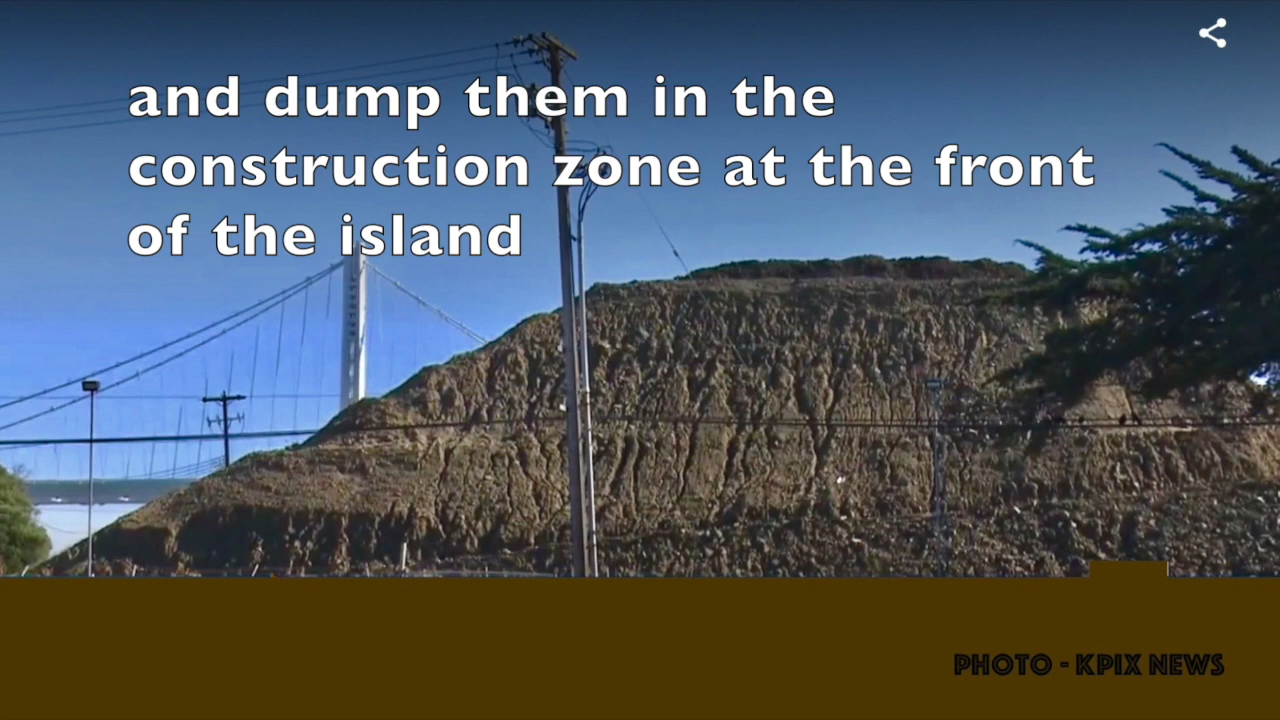 and dump them in the
construction zone at the front
of the island
PHOTO - KPIX NEWS